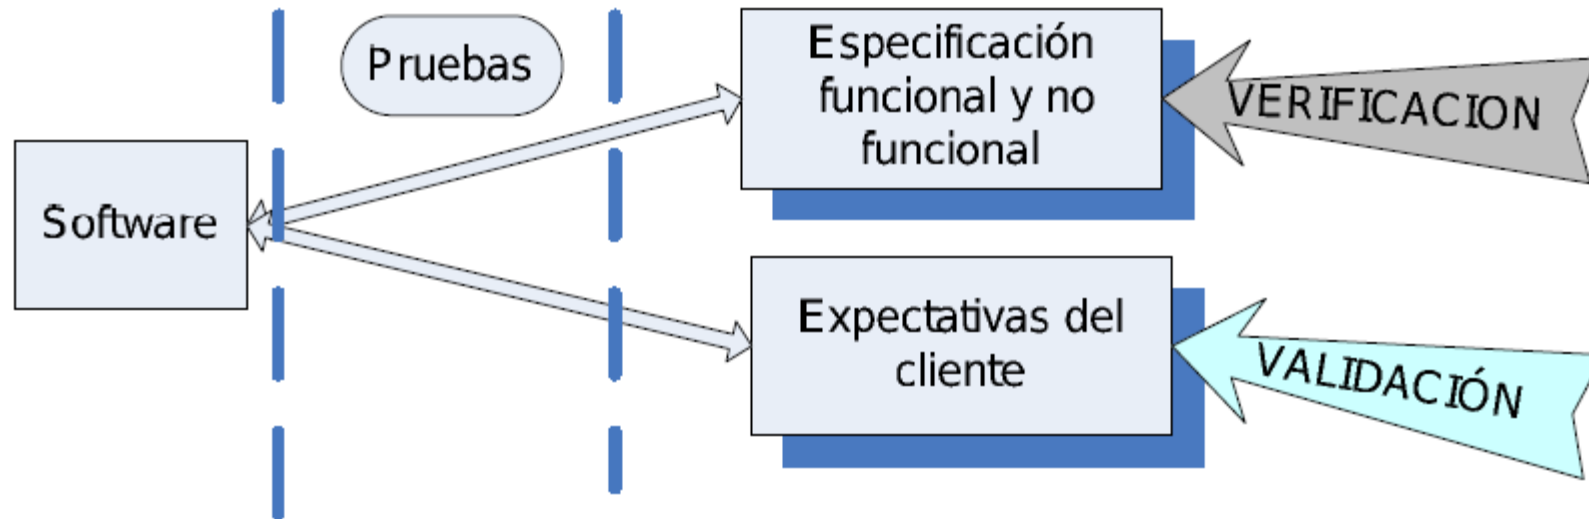 Pruebas
Especificación
funcional y no
funcional
VERIFICACION
Software
Expectativas del
cliente
VALIDACIÓN